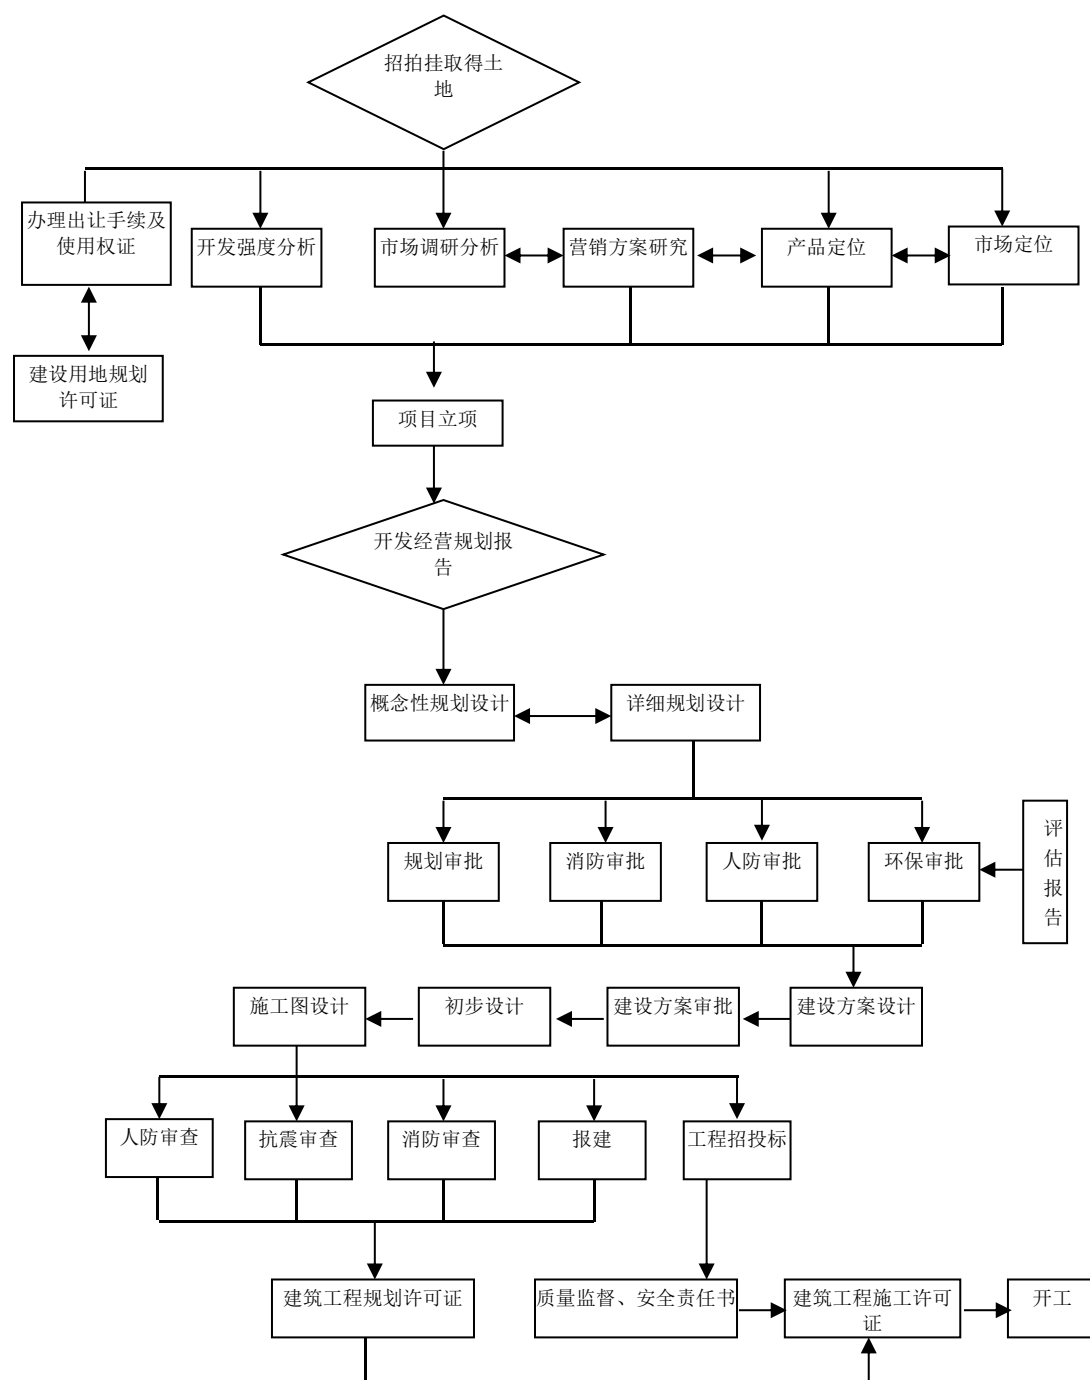 招拍挂取得土
地
办理出让手续及
使用权证
开发强度分析
市场调研分析
营销方案研究
产品定位
市场定位
建设用地规划
许可证
项目立项
开发经营规划报
告
概念性规划设计
详细规划设计
规划审批
消防审批
人防审批
环保审批
评
估
报
告
施工图设计
初步设计
建设方案审批
建设方案设计
人防审查
抗震审查
消防审查
报建
工程招投标
建筑工程规划许可证
质量监督、安全责任书
建筑工程施工许可
证
开工